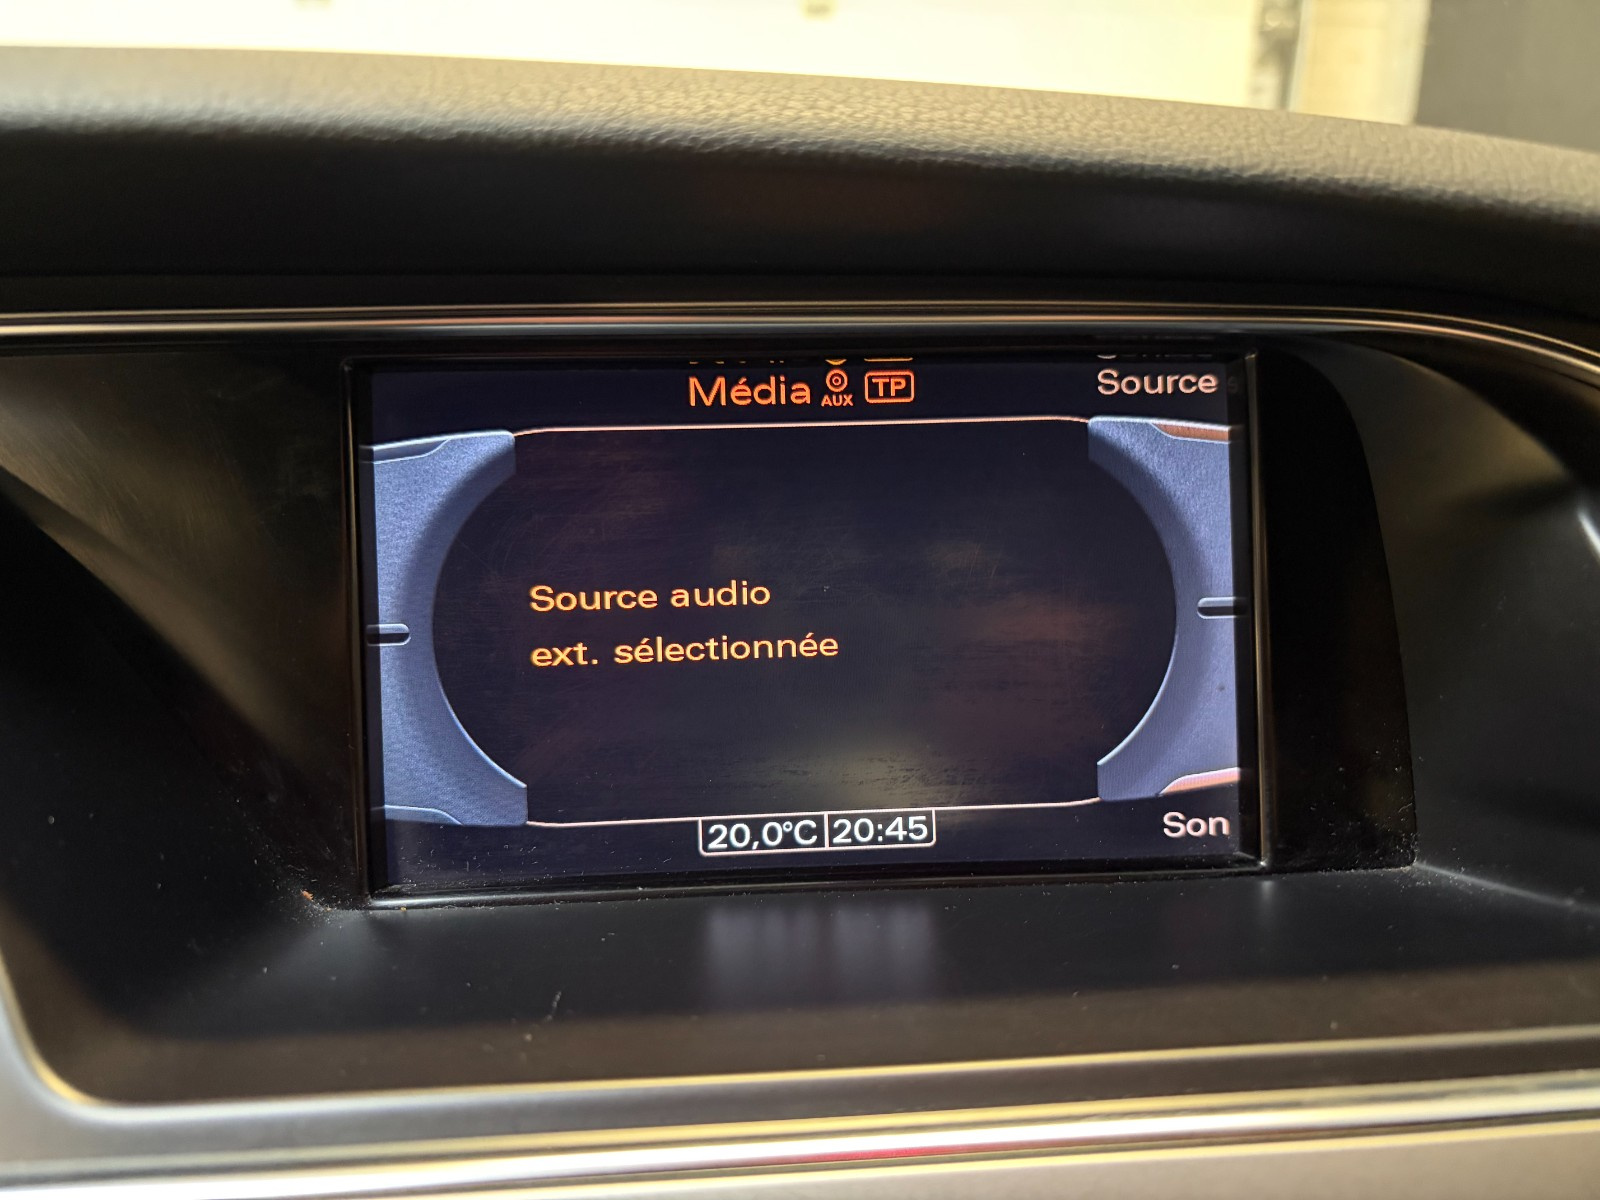 Média AUX TP
Source
Source audio
ext. sélectionnée
20,0°C 20:45
Son